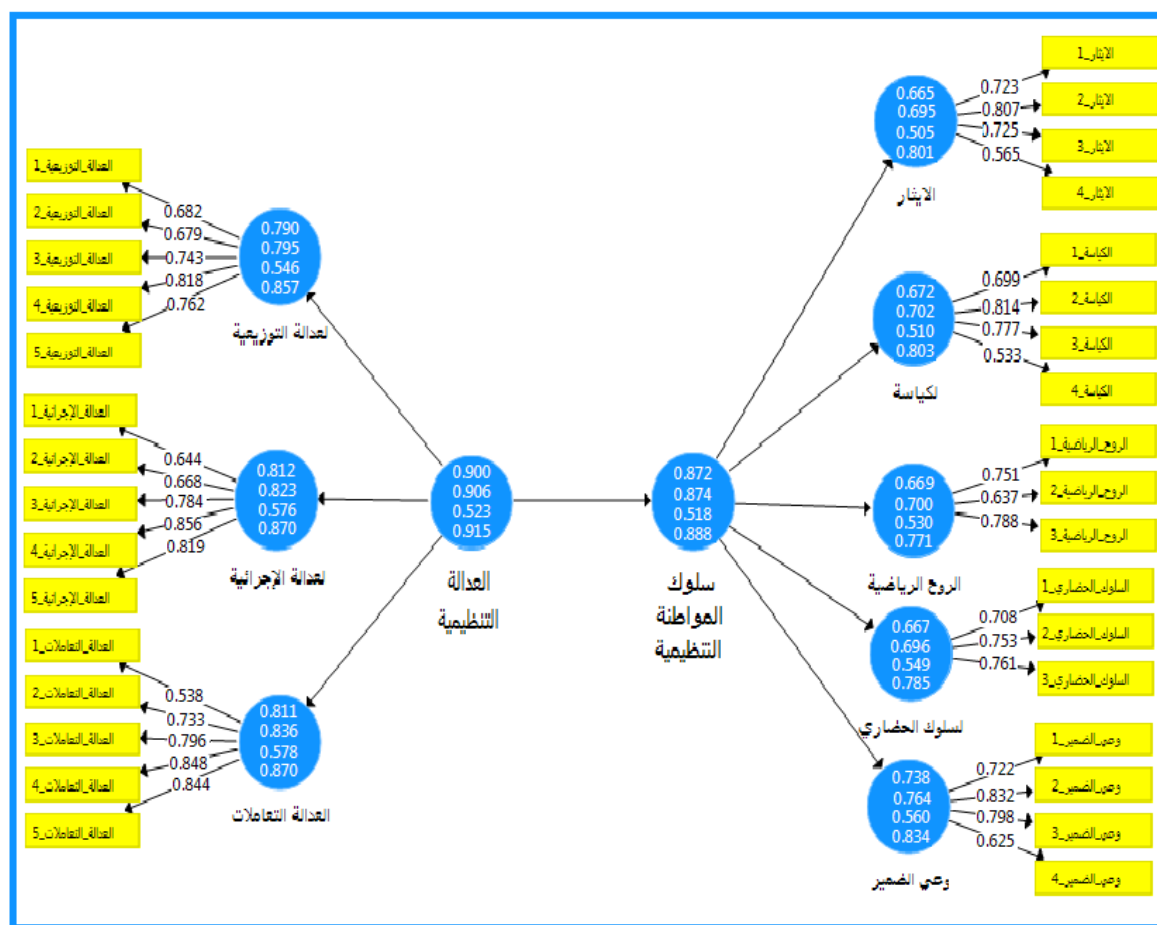 العدالة_التوزيعية_1
العدالة_التوزيعية_2
العدالة_التوزيعية_3
العدالة_التوزيعية_4
العدالة_التوزيعية_5
0.682
0.679
0.743
0.818
0.762
0.790
0.795
0.546
0.857
لعدالة التوزيعية
العدالة_الإجرائية_1
العدالة_الإجرائية_2
العدالة_الإجرائية_3
العدالة_الإجرائية_4
العدالة_الإجرائية_5
0.644
0.668
0.784
0.856
0.819
0.812
0.823
0.576
0.870
لعدالة الإجرائية
العدالة_التعاملات_1
العدالة_التعاملات_2
العدالة_التعاملات_3
العدالة_التعاملات_4
العدالة_التعاملات_5
0.538
0.733
0.796
0.848
0.844
0.811
0.836
0.578
0.870
العدالة التعاملات
0.900
0.906
0.523
0.915
العدالة
التنظيمية
0.872
0.874
0.518
0.888
سلوك
المواطنة
التنظيمية
0.665
0.695
0.505
0.801
الايثار
0.723
0.807
0.725
0.565
الايثار_1
الايثار_2
الايثار_3
الايثار_4
0.672
0.702
0.510
0.803
لكياسة
0.699
0.814
0.777
0.533
الكياسة_1
الكياسة_2
الكياسة_3
الكياسة_4
0.669
0.700
0.530
0.771
الروح الرياضية
0.751
0.637
0.788
الروح_الرياضية_1
الروح_الرياضية_2
الروح_الرياضية_3
0.667
0.696
0.549
0.785
لسلوك الحضاري
0.708
0.753
0.761
السلوك_الحضاري_1
السلوك_الحضاري_2
السلوك_الحضاري_3
0.738
0.764
0.560
0.834
وعي الضمير
0.722
0.832
0.798
0.625
وعي_الضمير_1
وعي_الضمير_2
وعي_الضمير_3
وعي_الضمير_4